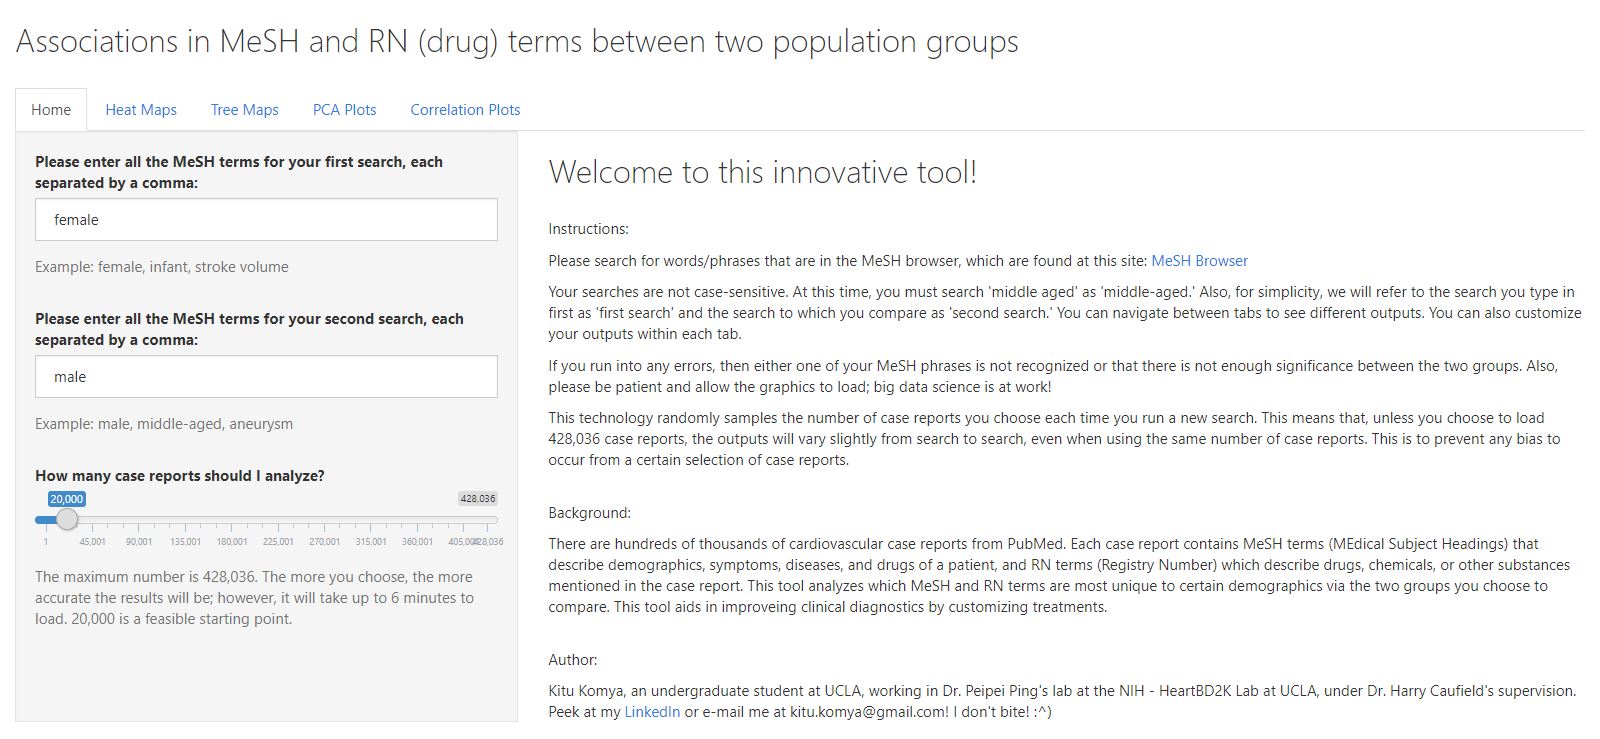 Associations in MeSH and RN (drug) terms between two population groups
Home
Heat Maps
Tree Maps
PCA Plots
Correlation Plots
Please enter all the MeSH terms for your first search, each
separated by a comma:
female
Example: female, infant, stroke volume
Please enter all the MeSH terms for your second search, each
separated by a comma:
male
Example: male, middle-aged, aneurysm
How many case reports should I analyze?
20,000
428,036
1 45,001 90,001 135,001 180,001 225,001 270,001 315,001 360,001 428,036
The maximum number is 428,036. The more you choose, the more
accurate the results will be; however, it will take up to 6 minutes to
load. 20,000 is a feasible starting point.
Welcome to this innovative tool!
Instructions:
Please search for words/phrases that are in the MeSH browser, which are found at this site: MeSH Browser
Your searches are not case-sensitive. At this time, you must search 'middle aged' as 'middle-aged.' Also, for simplicity, we will refer to the search you type in
first as 'first search' and the search to which you compare as 'second search.' You can navigate between tabs to see different outputs. You can also customize
your outputs within each tab.
If you run into any errors, then either one of your MeSH phrases is not recognized or that there is not enough significance between the two groups. Also,
please be patient and allow the graphics to load; big data science is at work!
This technology randomly samples the number of case reports you choose each time you run a new search. This means that, unless you choose to load
428,036 case reports, the outputs will vary slightly from search to search, even when using the same number of case reports. This is to prevent any bias to
occur from a certain selection of case reports.
Background:
There are hundreds of thousands of cardiovascular case reports from PubMed. Each case report contains MeSH terms (MEdical Subject Headings) that
describe demographics, symptoms, diseases, and drugs of a patient, and RN terms (Registry Number) which describe drugs, chemicals, or other substances
mentioned in the case report. This tool analyzes which MeSH and RN terms are most unique to certain demographics via the two groups you choose to
compare. This tool aids in improveing clinical diagnostics by customizing treatments.
Author:
Kitu Komya, an undergraduate student at UCLA, working in Dr. Peipei Ping's lab at the NIH - HeartBD2K Lab at UCLA, under Dr. Harry Caufield's supervision.
Peek at my LinkedIn or e-mail me at kitu.komya@gmail.com! I don't bite! :^)